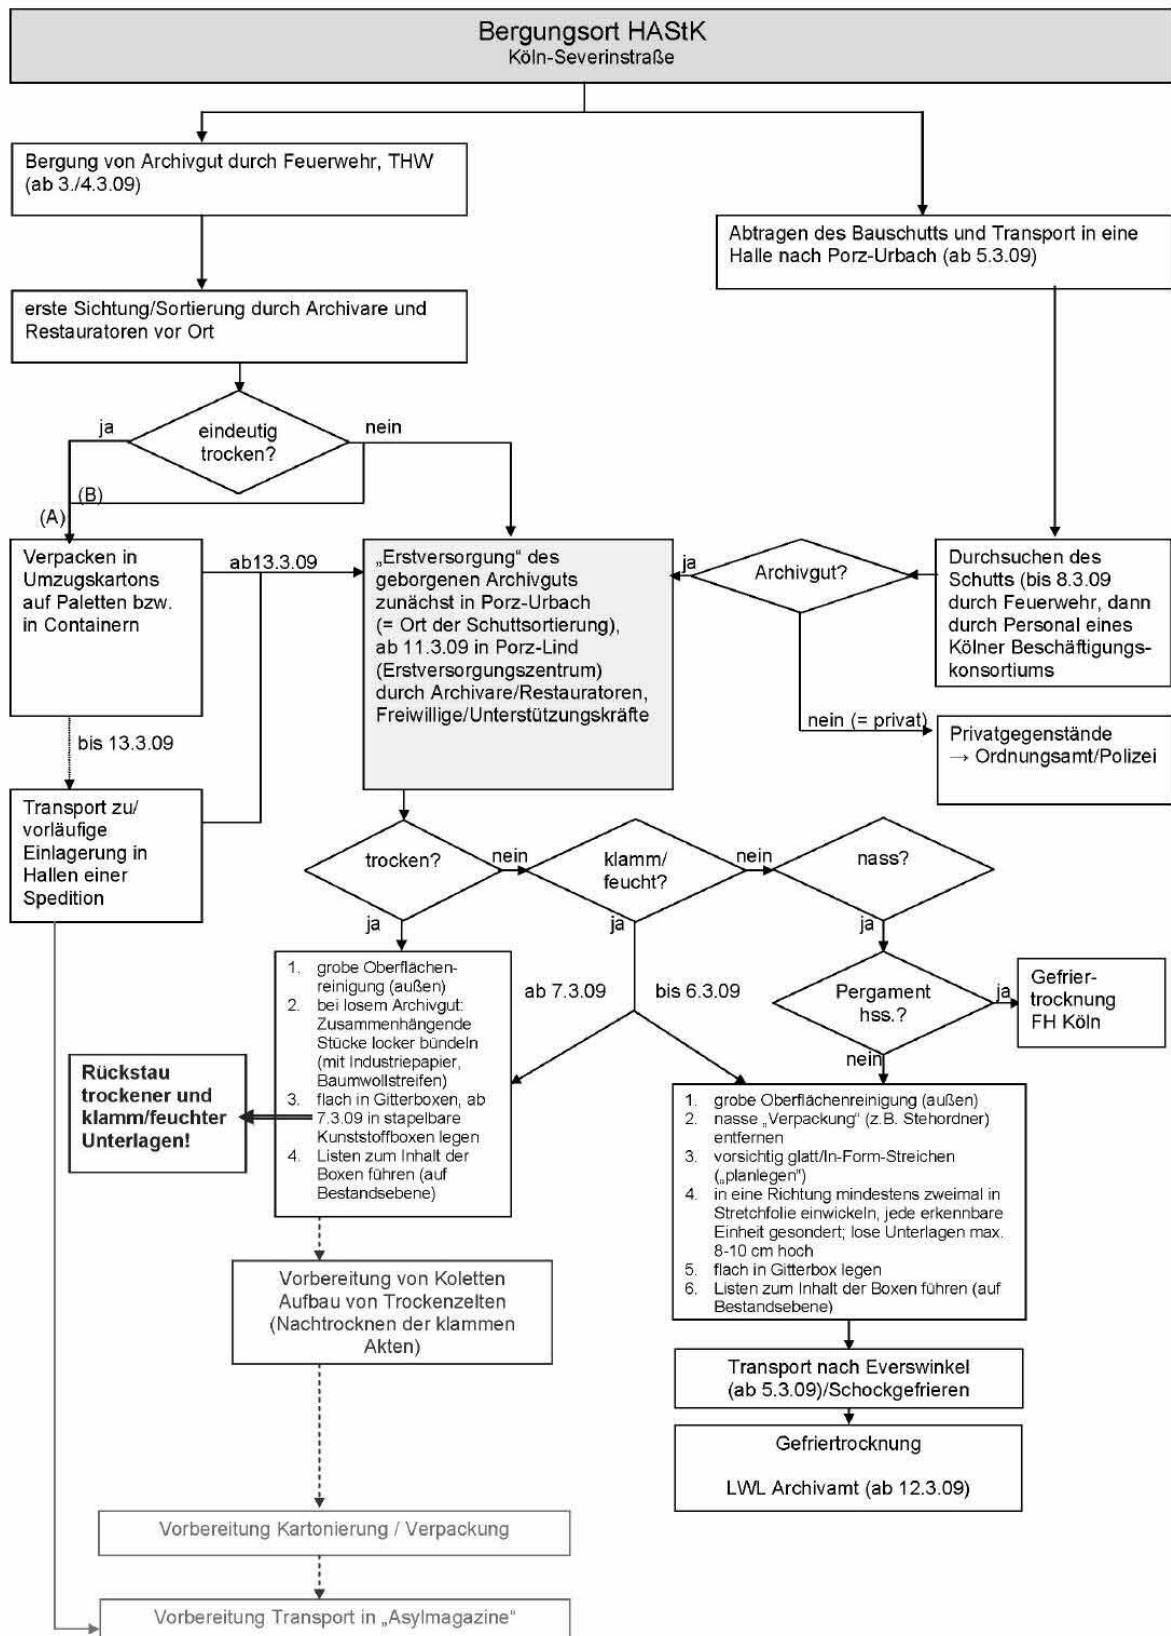 Bergungsort HAStK
Köln-Severinstraße
Bergung von Archivgut durch Feuerwehr, THW
(ab 3./4.3.09)
Abtragen des Bauschutts und Transport in eine
Halle nach Porz-Urbach (ab 5.3.09)
erste Sichtung/Sortierung durch Archivare und
Restauratoren vor Ort
ja
eindeutig
trocken?
nein
(B)
(A)
Verpacken in
Umzugskartons
auf Paletten bzw.
in Containern
ab13.3.09
„Erstversorgung“ des
geborgenen Archivguts
zunächst in Porz-Urbach
(= Ort der Schuttsortierung),
ab 11.3.09 in Porz-Lind
(Erstversorgungszentrum)
durch Archivare/Restauratoren,
Freiwillige/Unterstützungskräfte
ja
Archivgut?
Durchsuchen des
Schutts (bis 8.3.09
durch Feuerwehr, dann
durch Personal eines
Kölner Beschäftigungs-
konsortiums
nein (= privat)
Privatgegenstände
→ Ordnungsamt/Polizei
bis 13.3.09
Transport zu/
vorläufige
Einlagerung in
Hallen einer
Spedition
trocken?
nein
klamm/
feucht?
nein
nass?
ja
ja
ja
1. grobe Oberflächen-
reinigung (außen)
2. bei losem Archivgut:
Zusammenhängende
Stücke locker bündeln
(mit Industriepapier,
Baumwollstreifen)
3. flach in Gitterboxen, ab
7.3.09 in stapelbare
Kunststoffboxen legen
4. Listen zum Inhalt der
Boxen führen (auf
Bestandsebene)
ab 7.3.09
bis 6.3.09
Pergament
hss.?
ja
Gefrier-
trocknung
FH Köln
nein
Rückstau
trockener und
klamm/feuchter
Unterlagen!
1. grobe Oberflächenreinigung (außen)
2. nasse „Verpackung“ (z.B. Stehordner)
entfernen
3. vorsichtig glatt/In-Form-Streichen
(„planlegen“)
4. in eine Richtung mindestens zweimal in
Stretchfolie einwickeln, jede erkennbare
Einheit gesondert; lose Unterlagen max.
8-10 cm hoch
5. flach in Gitterbox legen
6. Listen zum Inhalt der Boxen führen (auf
Bestandsebene)
Vorbereitung von Koletten
Aufbau von Trockenzelten
(Nachtrocknen der klammen
Akten)
Transport nach Everswinkel
(ab 5.3.09)/Schockgefrieren
Gefriertrocknung
LWL Archivamt (ab 12.3.09)
Vorbereitung Kartonierung / Verpackung
Vorbereitung Transport in „Asylmagazine“